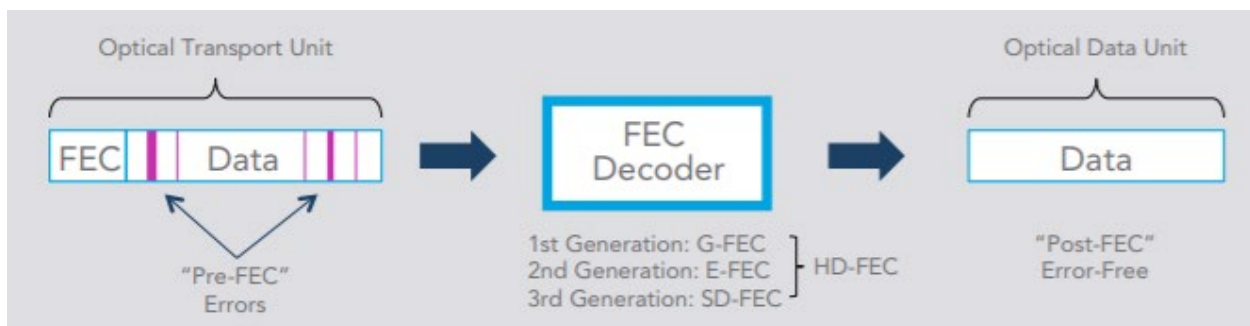 Optical Transport Unit
FEC
Data
"Pre-FEC"
Errors
FEC
Decoder
1st Generation: G-FEC
2nd Generation: E-FEC
3rd Generation: SD-FEC
HD-FEC
Optical Data Unit
Data
"Post-FEC"
Error-Free